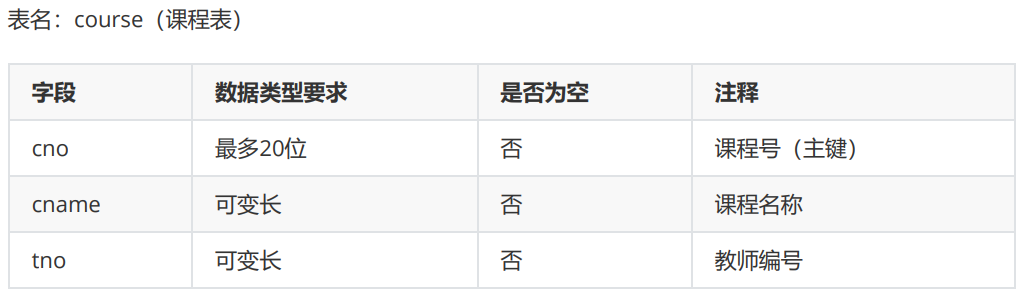 表名：course（课程表）
字段 数据类型要求 是否为空 注释
cno 最多20位 否 课程号（主键）
cname 可变长 否 课程名称
tno 可变长 否 教师编号